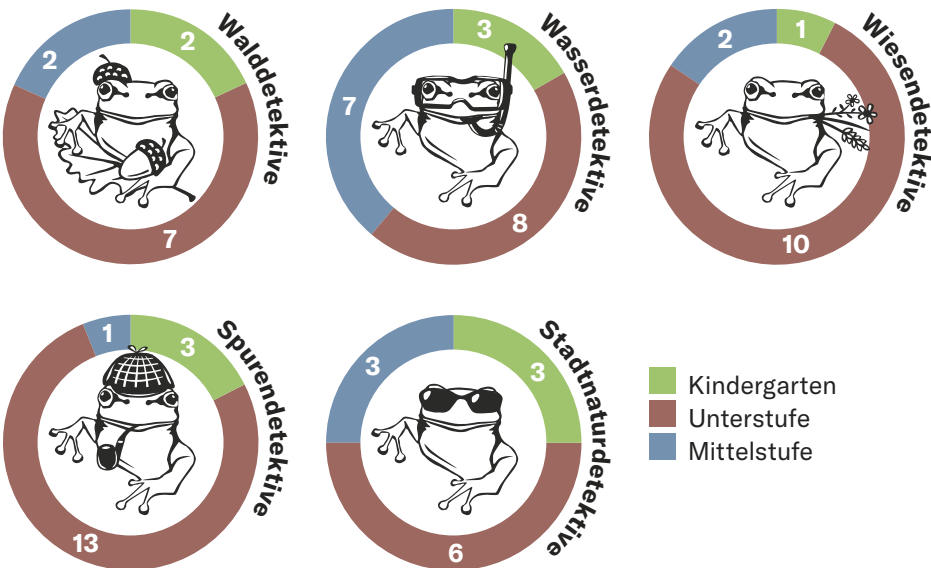 2
2
7
Walddetektive
3
7
8
Wasserdetektive
1
2
10
Wiesendetektive
1
3
13
Spurendetektive
3
3
6
Stadtnaturdetektive
Kindergarten
Unterstufe
Mittelstufe